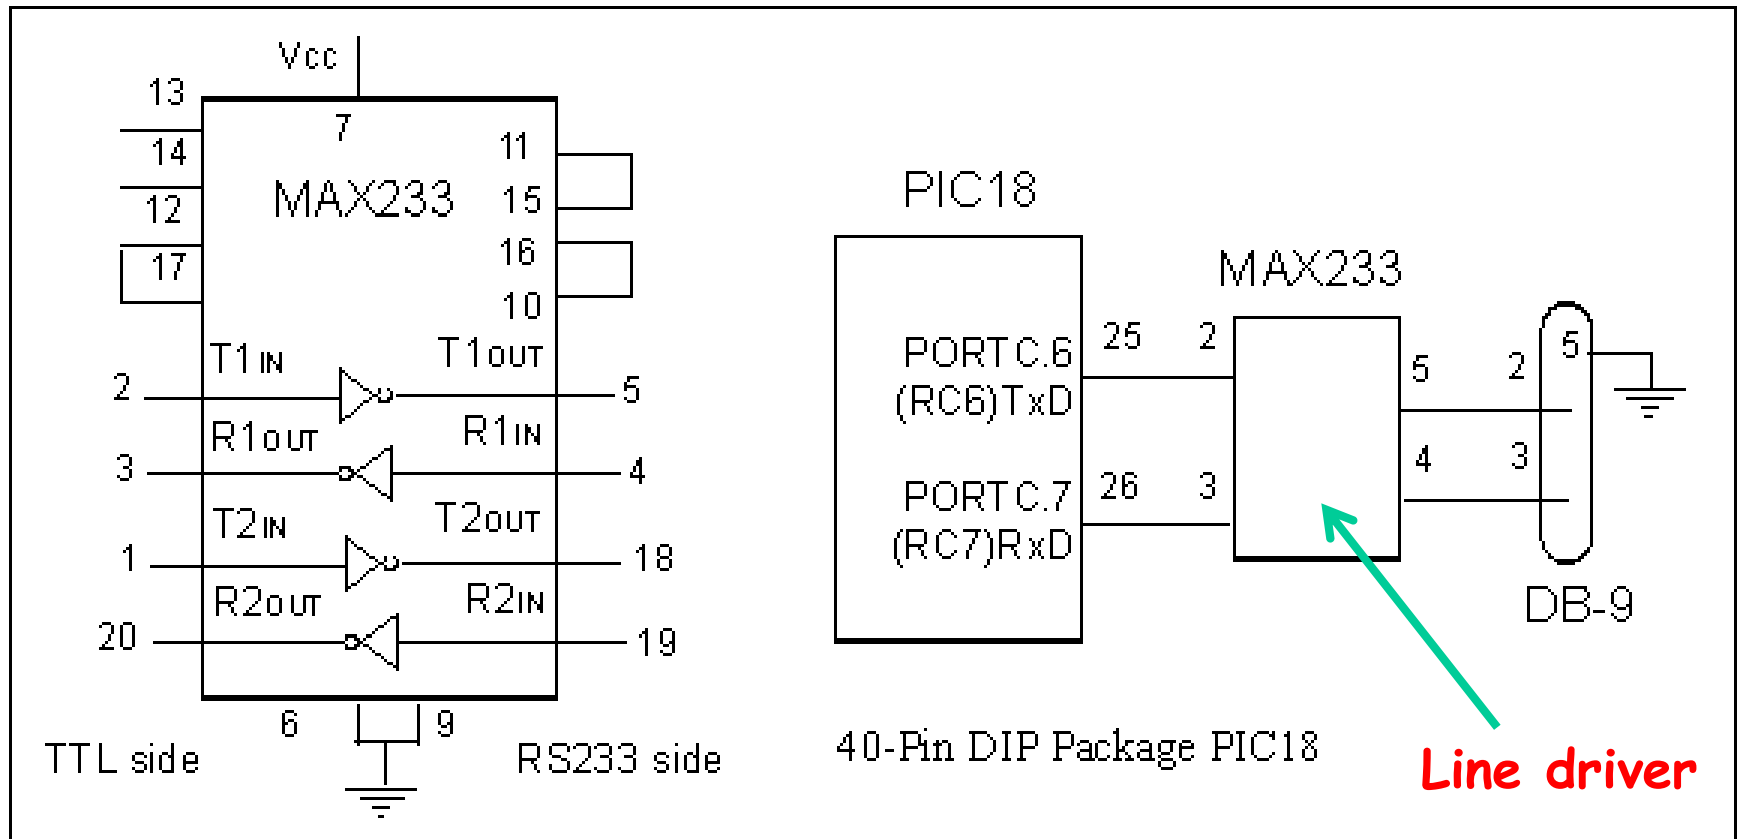 Vcc
13
7
14
11
MAX233
12
15
17
16
10
T1IN
T1OUT
2
5
R1OUT
R1IN
3
4
T2IN
T2OUT
1
18
R2OUT
R2IN
20
19
6
9
TTL side
RS233 side
PIC18
MAX233
PORTC.6
(RC6)TxD
25
2
5
2
5
PORTC.7
(RC7)RxD
26
3
4
3
DB-9
40-Pin DIP Package PIC18
Line driver